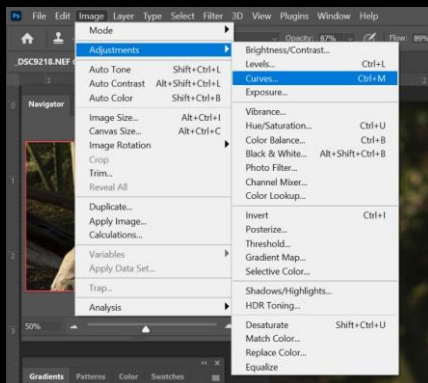 Ps File Edit Image Layer Type Select Filter 3D View Plugins Window Help
Opacity: 87% Flow: 89%
_DSC9218.NEF
Navigator
50%
Gradients Patterns Color Swatches
Mode
Adjustments
Auto Tone Shift+Ctrl+L
Auto Contrast Alt+Shift+Ctrl+L
Auto Color Shift+Ctrl+B
Image Size... Alt+Ctrl+I
Canvas Size... Alt+Ctrl+C
Image Rotation
Crop
Trim...
Reveal All
Duplicate...
Apply Image...
Calculations...
Variables
Apply Data Set...
Trap...
Analysis
Brightness/Contrast...
Levels... Ctrl+L
Curves... Ctrl+M
Exposure...
Vibrance...
Hue/Saturation... Ctrl+U
Color Balance... Ctrl+B
Black & White... Alt+Shift+Ctrl+B
Photo Filter...
Channel Mixer...
Color Lookup...
Invert Ctrl+I
Posterize...
Threshold...
Gradient Map...
Selective Color...
Shadows/Highlights...
HDR Toning...
Desaturate Shift+Ctrl+U
Match Color...
Replace Color...
Equalize